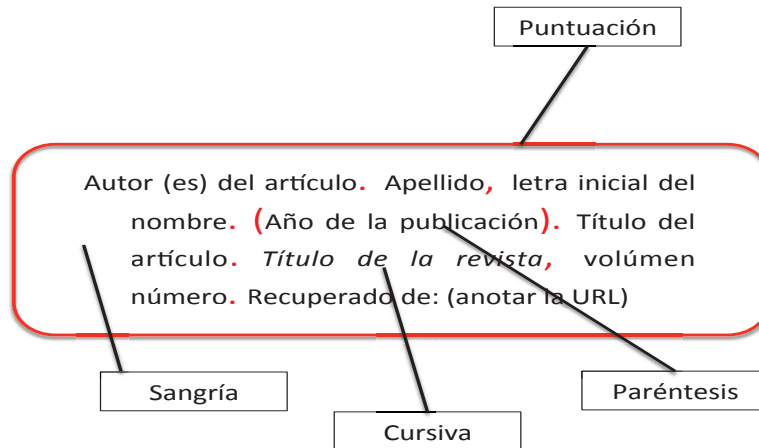 Puntuación
Autor (es) del artículo. Apellido, letra inicial del
nombre. (Año de la publicación). Título del
artículo. Título de la revista, volúmen
número. Recuperado de: (anotar la URL)
Sangría
Paréntesis
Cursiva